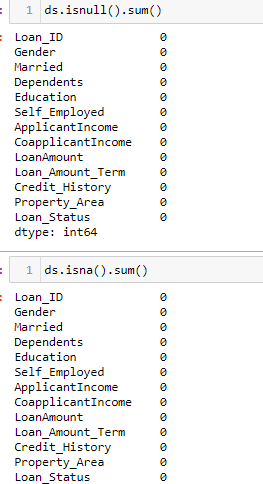 1 ds.isnull().sum()
Loan_ID 0
Gender 0
Married 0
Dependents 0
Education 0
Self_Employed 0
ApplicantIncome 0
CoapplicantIncome 0
LoanAmount 0
Loan_Amount_Term 0
Credit_History 0
Property_Area 0
Loan_Status 0
dtype: int64
1 ds.isna().sum()
Loan_ID 0
Gender 0
Married 0
Dependents 0
Education 0
Self_Employed 0
ApplicantIncome 0
CoapplicantIncome 0
LoanAmount 0
Loan_Amount_Term 0
Credit_History 0
Property_Area 0
Loan_Status 0